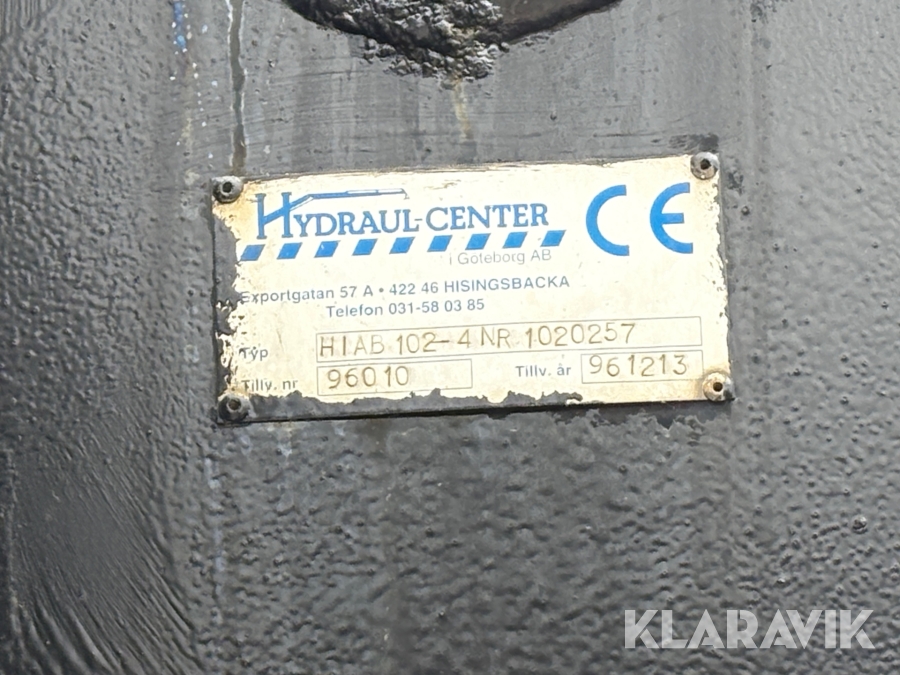 HYDRAUL-CENTER
i Göteborg AB
CE
Exportgatan 57 A • 422 46 HISINGSBACKA
Telefon 031-58 03 85
Typ HIAB 102-4 NR 1020257
Tillv. nr 96010 Tillv. år 961213
KLARAVIK